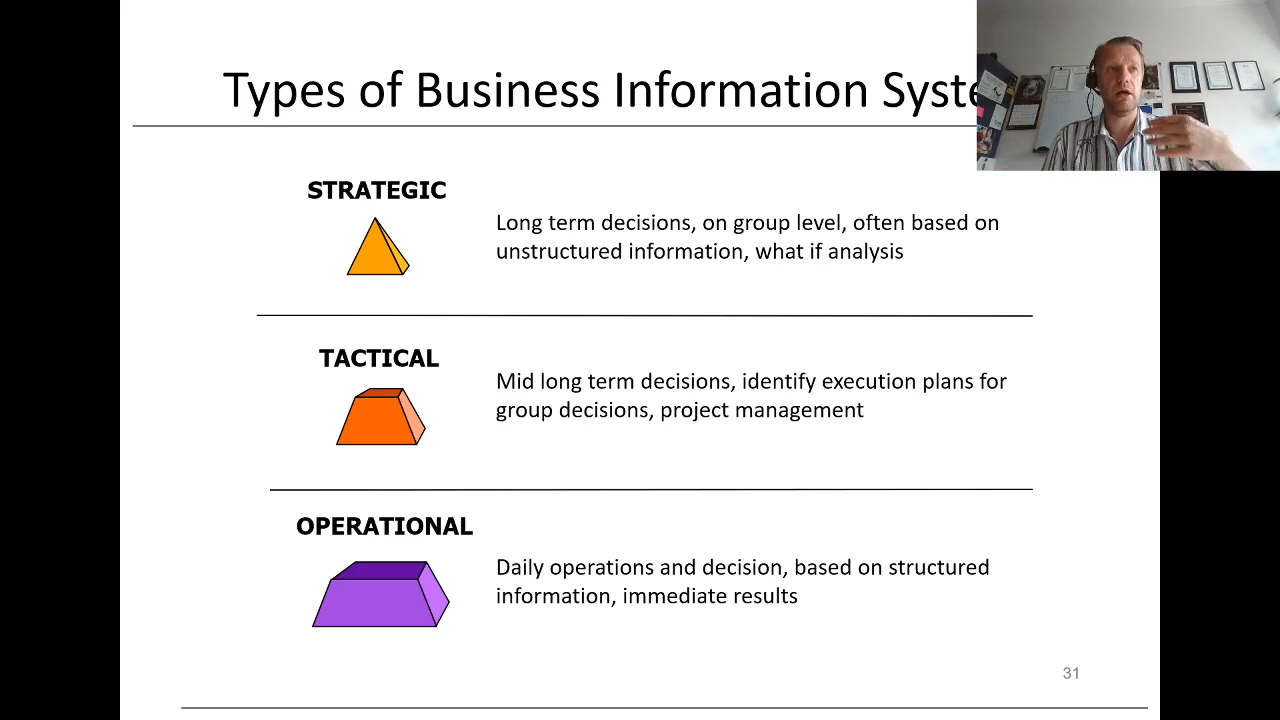 Types of Business Information
STRATEGIC
Long term decisions, on group level, often based on
unstructured information, what if analysis
TACTICAL
Mid long term decisions, identify execution plans for
group decisions, project management
OPERATIONAL
Daily operations and decision, based on structured
information, immediate results
31